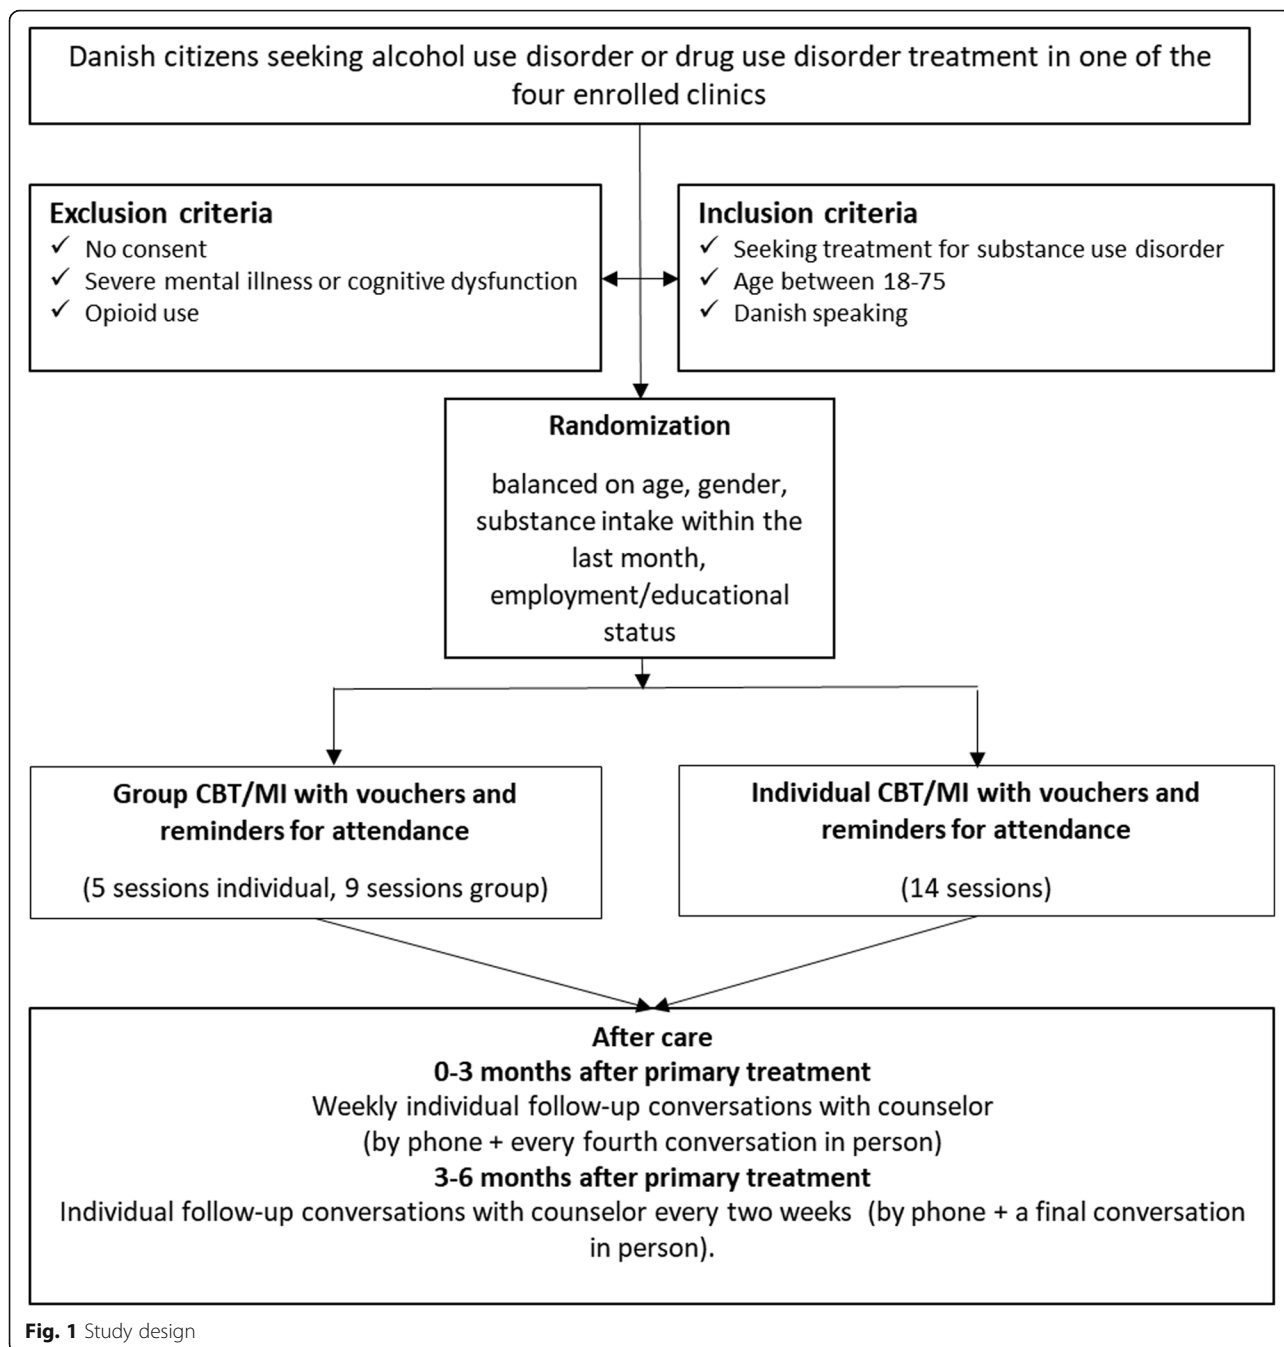 Danish citizens seeking alcohol use disorder or drug use disorder treatment in one of the
four enrolled clinics
Exclusion criteria
✓ No consent
✓ Severe mental illness or cognitive dysfunction
✓ Opioid use
Inclusion criteria
✓ Seeking treatment for substance use disorder
✓ Age between 18-75
✓ Danish speaking
Randomization
balanced on age, gender,
substance intake within the
last month,
employment/educational
status
Group CBT/MI with vouchers and
reminders for attendance
(5 sessions individual, 9 sessions group)
Individual CBT/MI with vouchers and
reminders for attendance
(14 sessions)
After care
0-3 months after primary treatment
Weekly individual follow-up conversations with counselor
(by phone + every fourth conversation in person)
3-6 months after primary treatment
Individual follow-up conversations with counselor every two weeks (by phone + a final conversation
in person).
Fig. 1 Study design